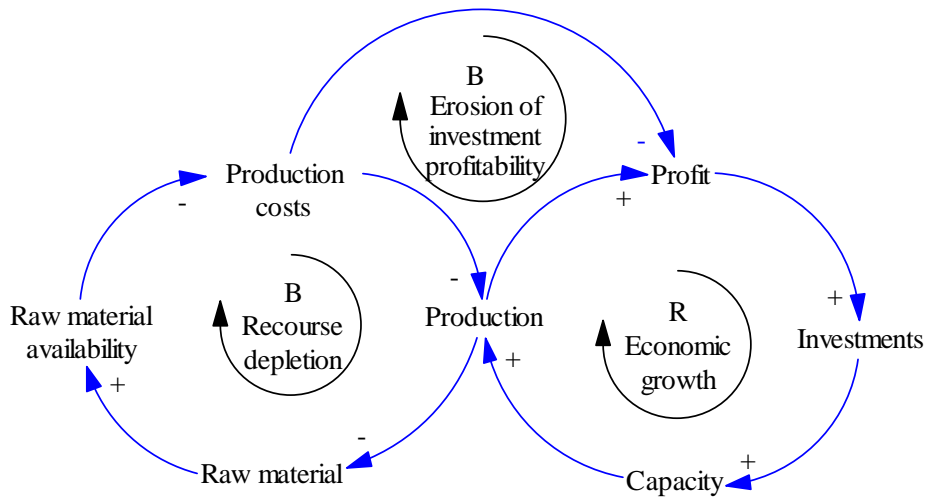 B
Erosion of
investment
profitability
-
Profit
+
Production
costs
-
-
B
Recourse
depletion
Raw material
availability
+
Production
+
R
Economic
growth
+
Investments
-
Raw material
+
Capacity